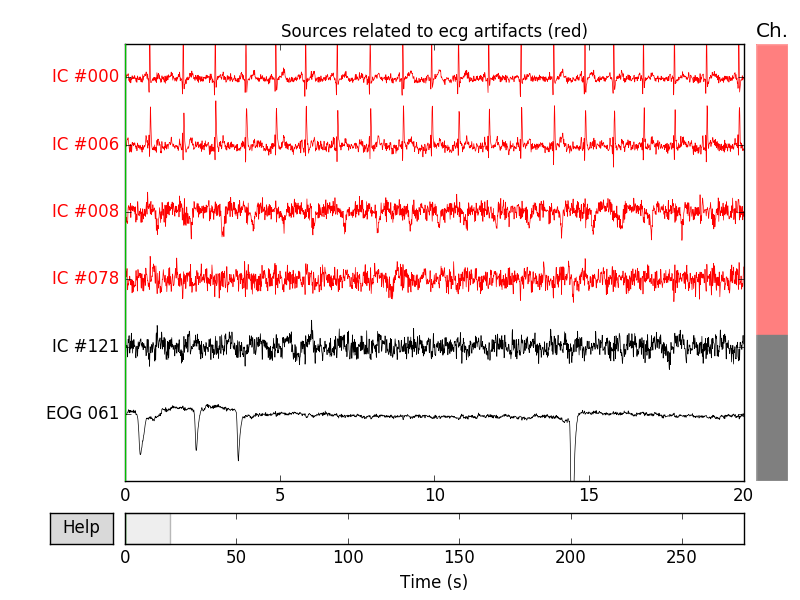 Sources related to ecg artifacts (red)
Ch.
IC #000
IC #006
IC #008
IC #078
IC #121
EOG 061
0 5 10 15 20
Help
0 50 100 150 200 250
Time (s)